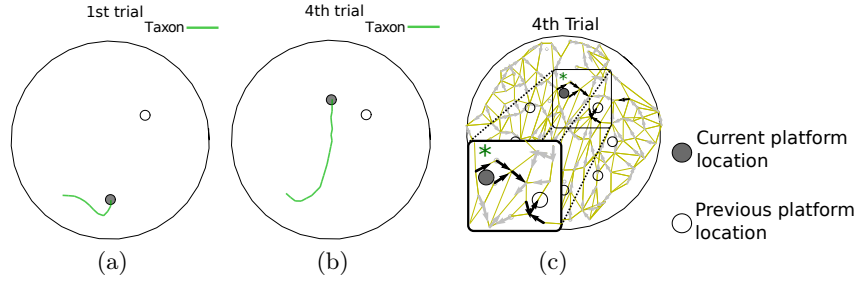 1st trial
Taxon
4th trial
Taxon
4th Trial
*
*
Current platform
location
Previous platform
location
(a)
(b)
(c)